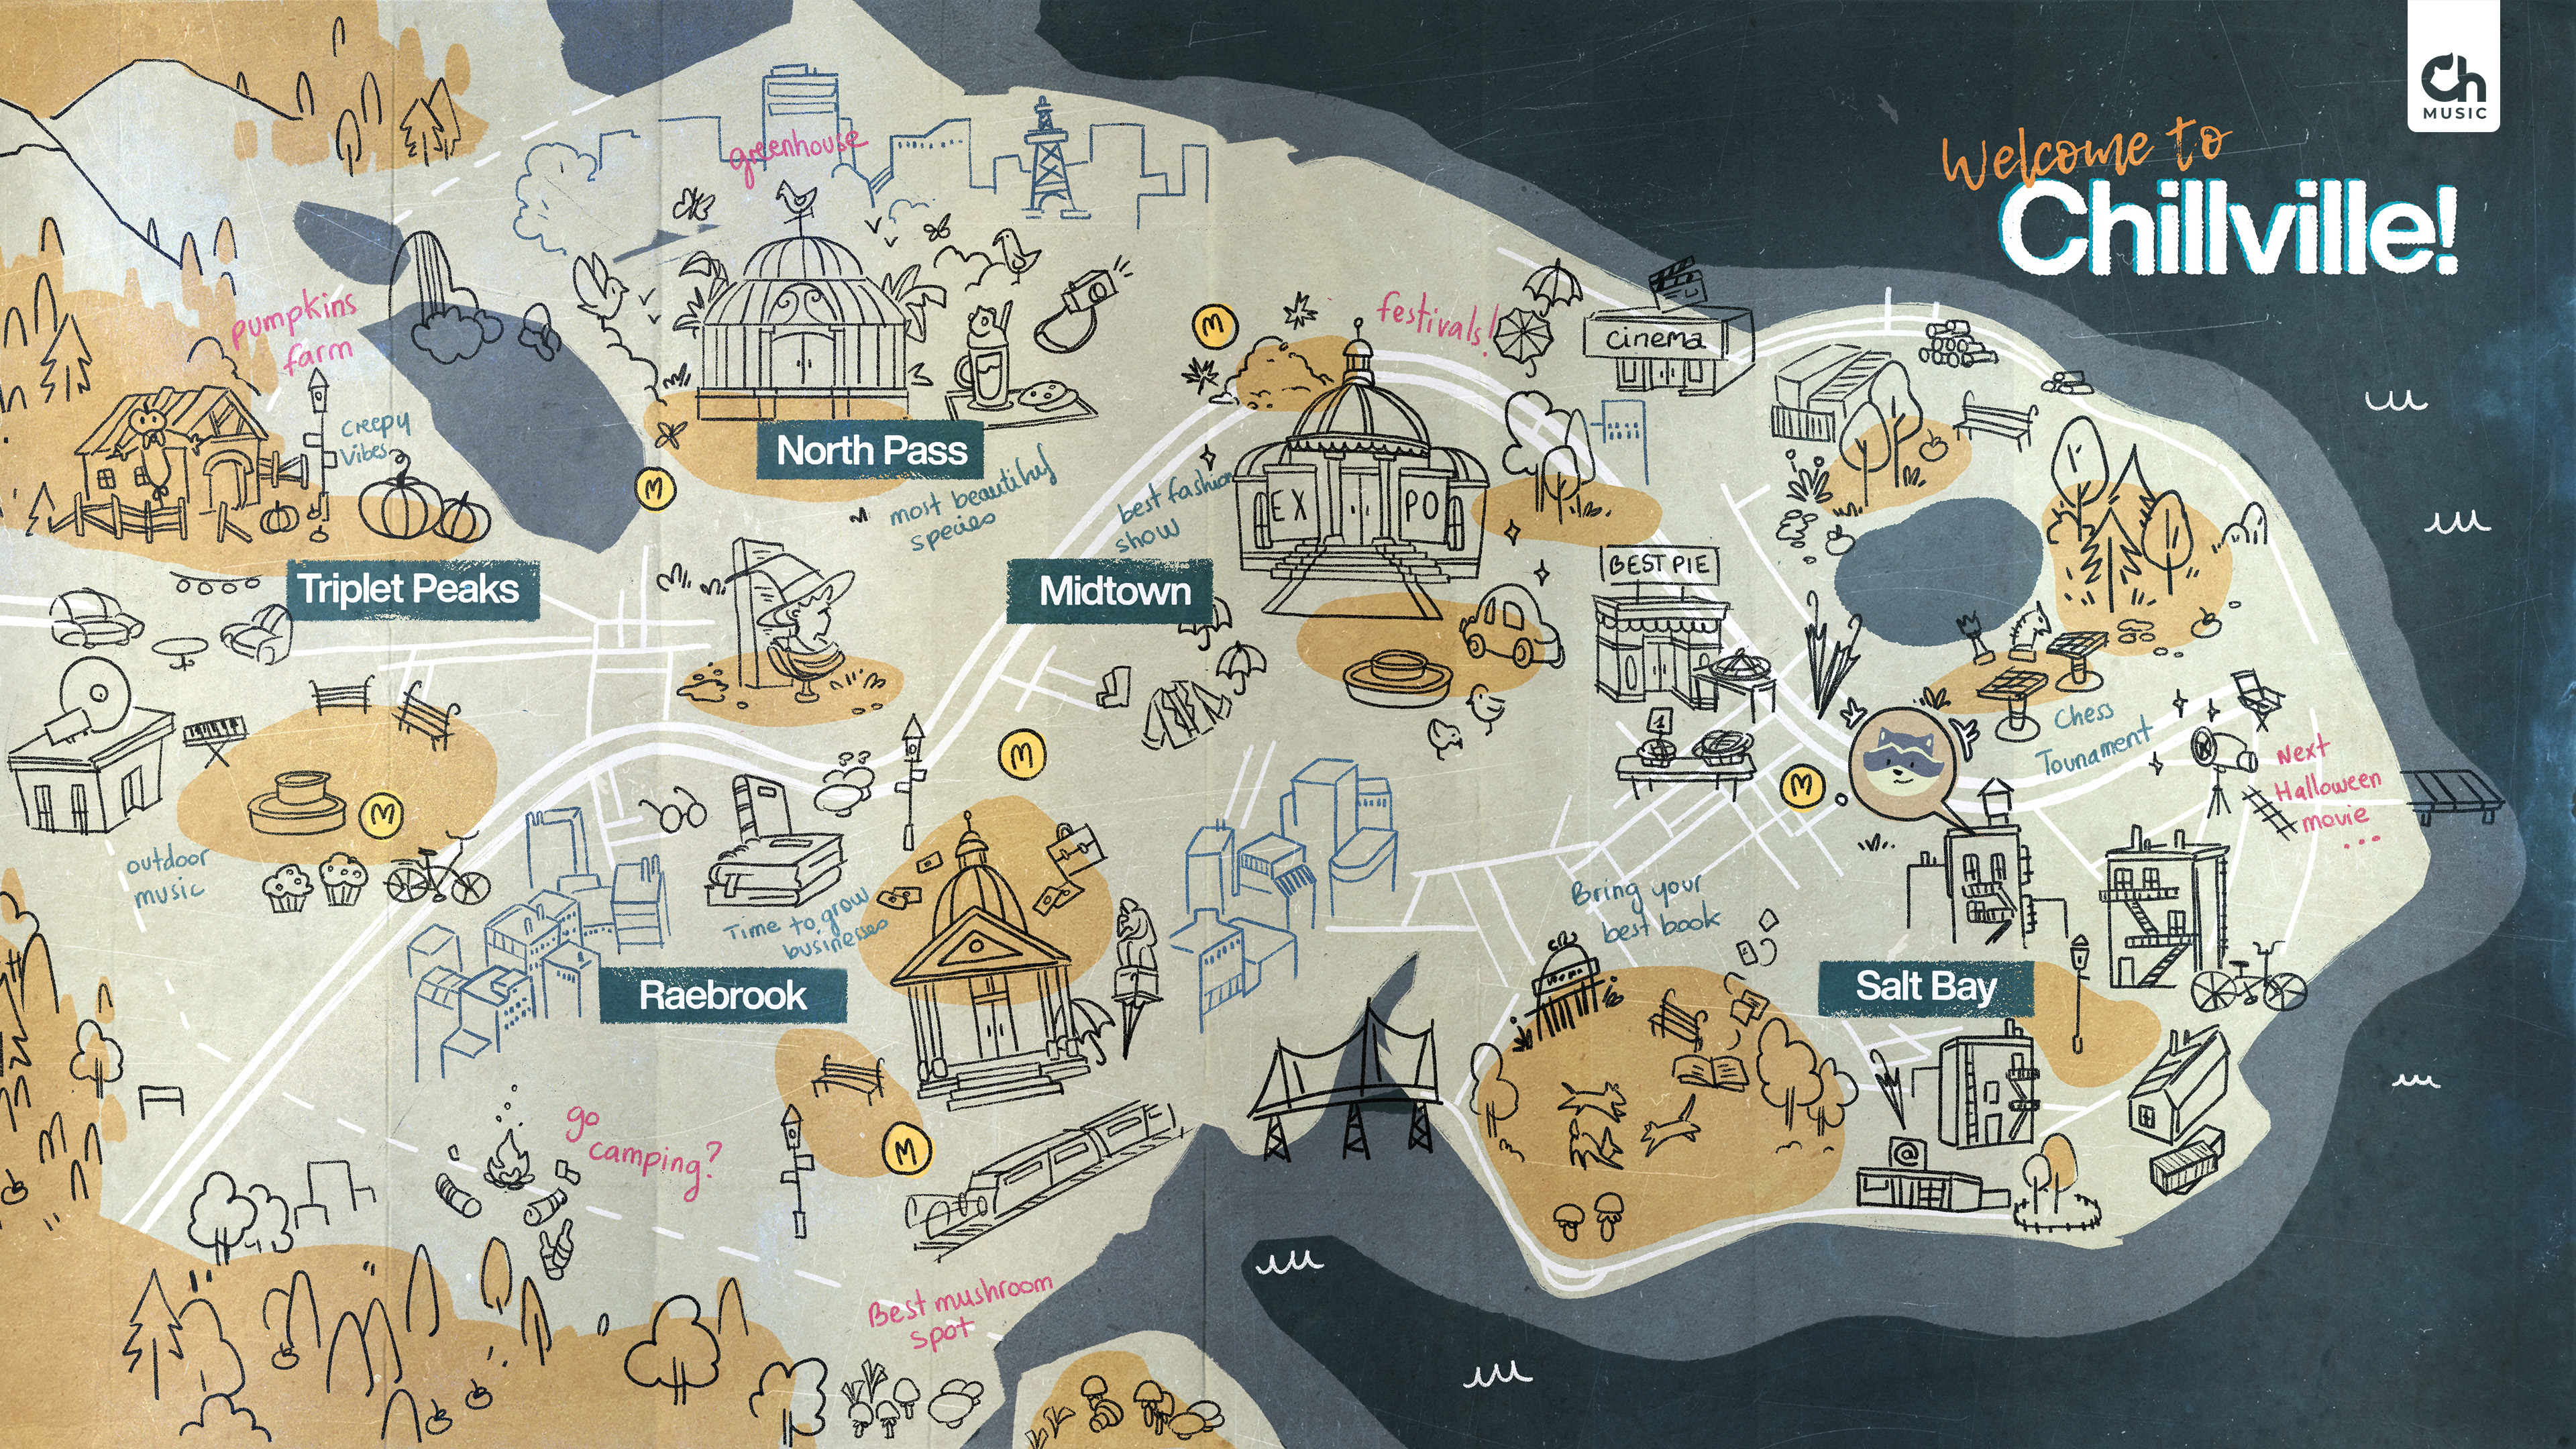 Ch
MUSIC
Welcome to
Chillville!
greenhouse
pumpkins
farm
creepy
vibes
North Pass
most beautiful
species
festivals!
cinema
M
M
best fashion
show
EX PO
BEST PIE
Triplet Peaks
Midtown
Chess
Tounament
Next
Halloween
movie
...
1
M
M
M
outdoor
music
Time to grow
businesses
Bring your
best book
Raebrook
Salt Bay
go
camping?
M
@
Best mushroom
spot